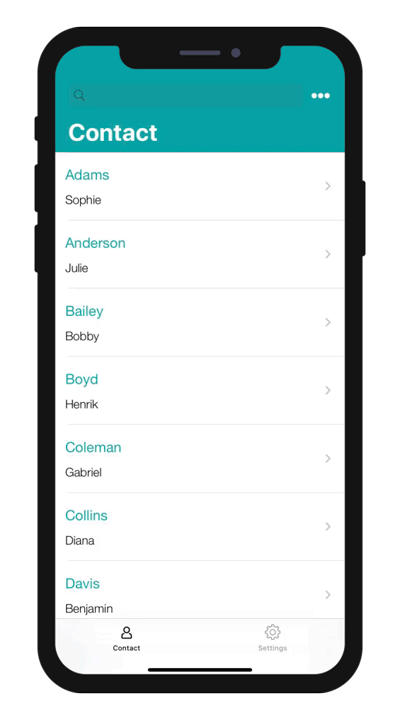 Contact
Adams
Sophie
Anderson
Julie
Bailey
Bobby
Boyd
Henrik
Coleman
Gabriel
Collins
Diana
Davis
Benjamin
Contact
Settings